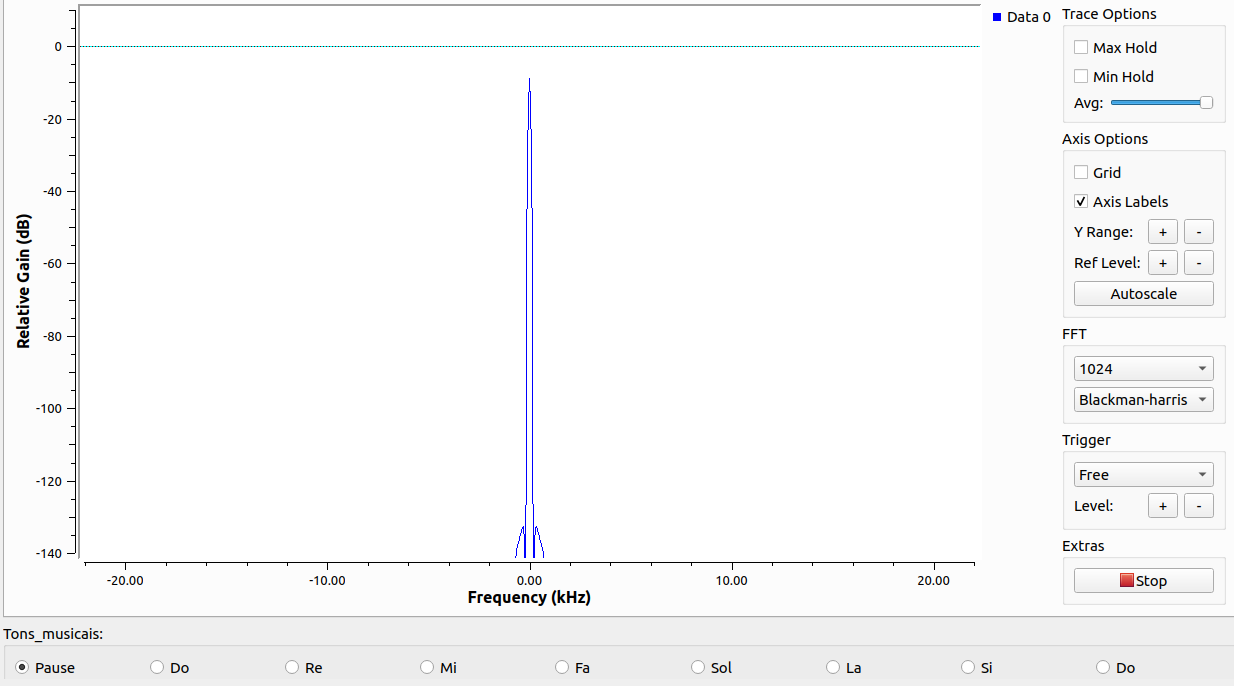 Data 0
Relative Gain (dB)
0
-20
-40
-60
-80
-100
-120
-140
-20.00 -10.00 0.00 10.00 20.00
Frequency (kHz)
Trace Options
Max Hold
Min Hold
Avg:
Axis Options
Grid
Axis Labels
Y Range: + -
Ref Level: + -
Autoscale
FFT
1024
Blackman-harris
Trigger
Free
Level: + -
Extras
Stop
Tons_musicais:
Pause Do Re Mi Fa Sol La Si Do